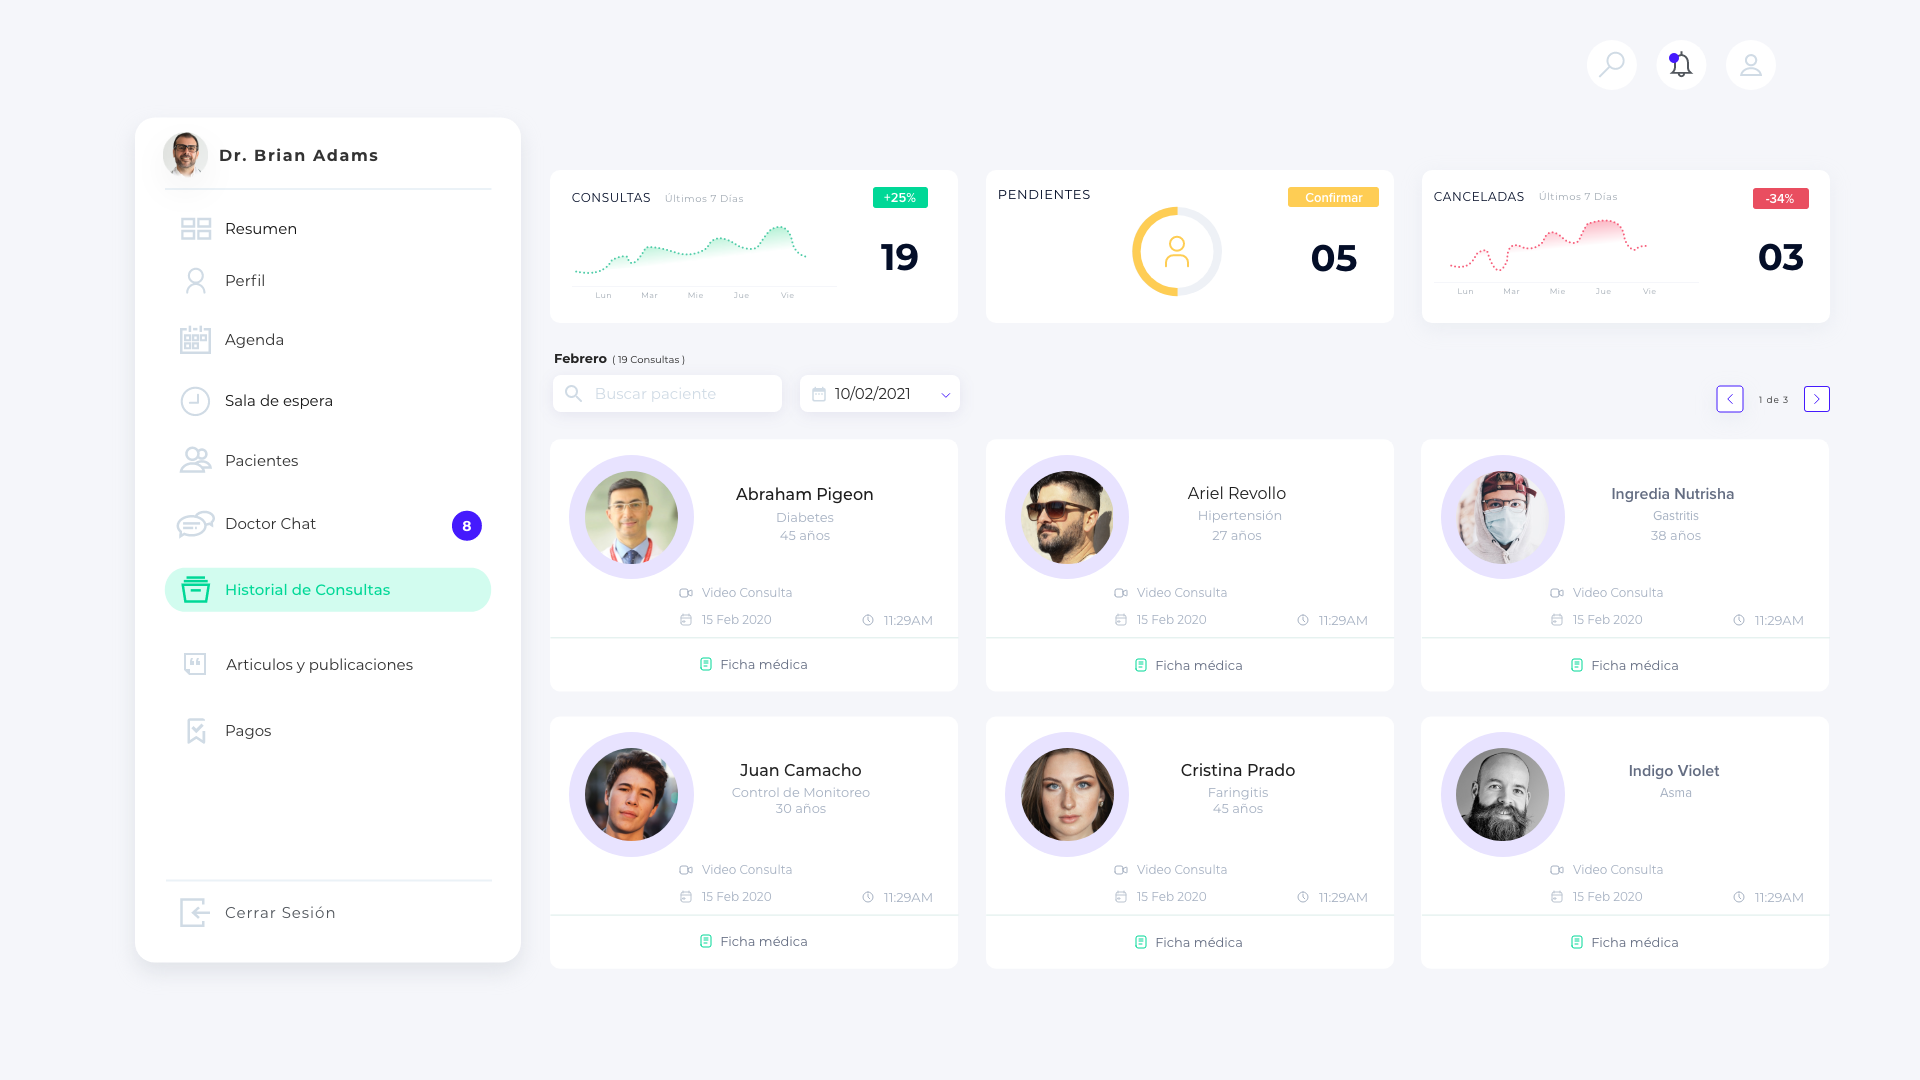 Dr. Brian Adams
Resumen
Perfil
Agenda
Sala de espera
Pacientes
Doctor Chat
8
Historial de Consultas
Articulos y publicaciones
Pagos
Cerrar Sesión
CONSULTAS Últimos 7 Días
+25%
19
Lun Mar Mie Jue Vie
PENDIENTES
Confirmar
05
CANCELADAS Últimos 7 Días
-34%
03
Lun Mar Mie Jue Vie
Febrero ( 19 Consultas )
Buscar paciente
10/02/2021
1 de 3
Abraham Pigeon
Diabetes
45 años
Video Consulta
15 Feb 2020 11:29AM
Ficha médica
Ariel Revollo
Hipertensión
27 años
Video Consulta
15 Feb 2020 11:29AM
Ficha médica
Ingredia Nutrisha
Gastritis
38 años
Video Consulta
15 Feb 2020 11:29AM
Ficha médica
Juan Camacho
Control de Monitoreo
30 años
Video Consulta
15 Feb 2020 11:29AM
Ficha médica
Cristina Prado
Faringitis
45 años
Video Consulta
15 Feb 2020 11:29AM
Ficha médica
Indigo Violet
Asma
Video Consulta
15 Feb 2020 11:29AM
Ficha médica